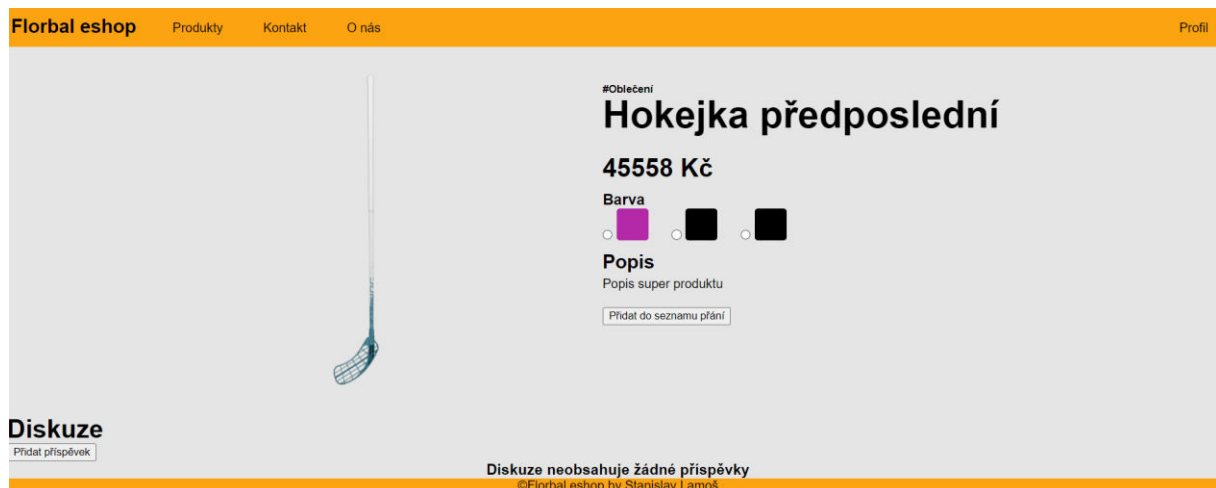 Florbal eshop Produkty Kontakt O nás Profil
#Oblečení
Hokejka předposlední
45558 Kč
Barva
Popis
Popis super produktu
Přidat do seznamu přání
Diskuze
Přidat příspěvek
Diskuze neobsahuje žádné příspěvky
©Florbal eshop by Stanislav Lamoš